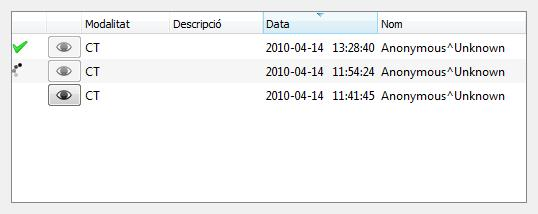 Modalitat Descripció Data Nom
CT 2010-04-14 13:28:40 Anonymous^Unknown
CT 2010-04-14 11:54:24 Anonymous^Unknown
CT 2010-04-14 11:41:45 Anonymous^Unknown